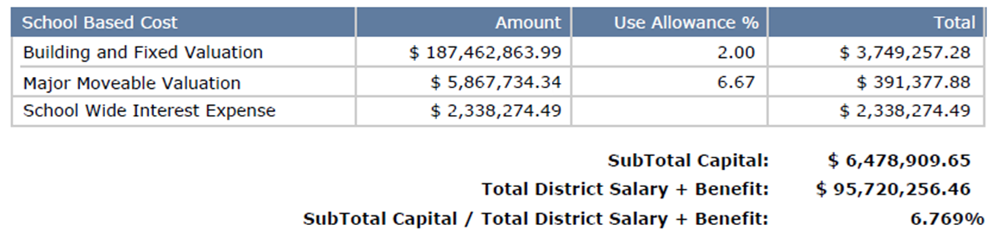 School Based Cost Amount Use Allowance % Total
Building and Fixed Valuation $ 187,462,863.99 2.00 $ 3,749,257.28
Major Moveable Valuation $ 5,867,734.34 6.67 $ 391,377.88
School Wide Interest Expense $ 2,338,274.49 $ 2,338,274.49
SubTotal Capital: $ 6,478,909.65
Total District Salary + Benefit: $ 95,720,256.46
SubTotal Capital / Total District Salary + Benefit: 6.769%